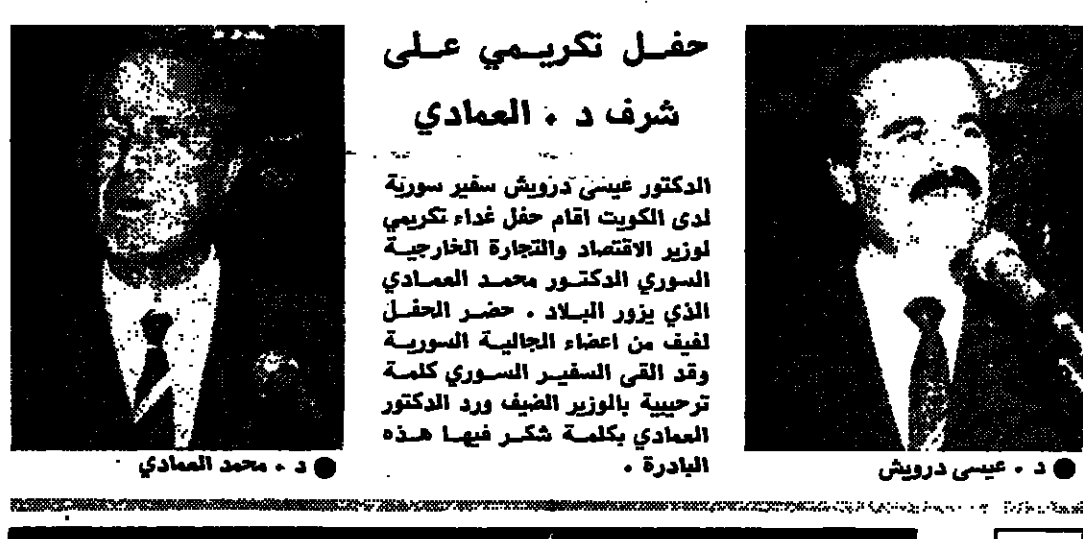 حفل تكريمي على
شرف د . العمادي
الدكتور عيسى درويش سفير سورية
لدى الكويت اقام حفل غداء تكريمي
لوزير الاقتصاد والتجارة الخارجية
السوري الدكتور محمد العمادي
الذي يزور البلاد . حضر الحفل
لفيف من اعضاء الجالية السورية
وقد القى السفير السوري كلمة
ترحيبية بالوزير الضيف ورد الدكتور
العمادي بكلمة شكر فيها هذه
البادرة .
● د . عيسى درويش
● د . محمد العمادي